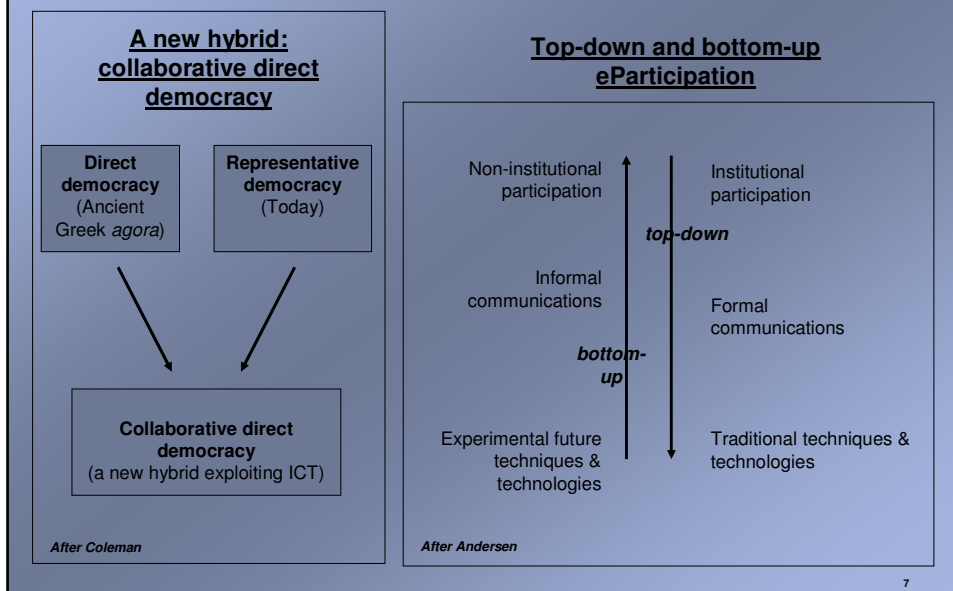 A new hybrid:
collaborative direct
democracy
Direct
democracy
(Ancient
Greek agora)
Representative
democracy
(Today)
Collaborative direct
democracy
(a new hybrid exploiting ICT)
After Coleman
Top-down and bottom-up
eParticipation
Non-institutional
participation
Informal
communications
bottom-
up
Experimental future
techniques &
technologies
top-down
Institutional
participation
Formal
communications
Traditional techniques &
technologies
After Andersen
7